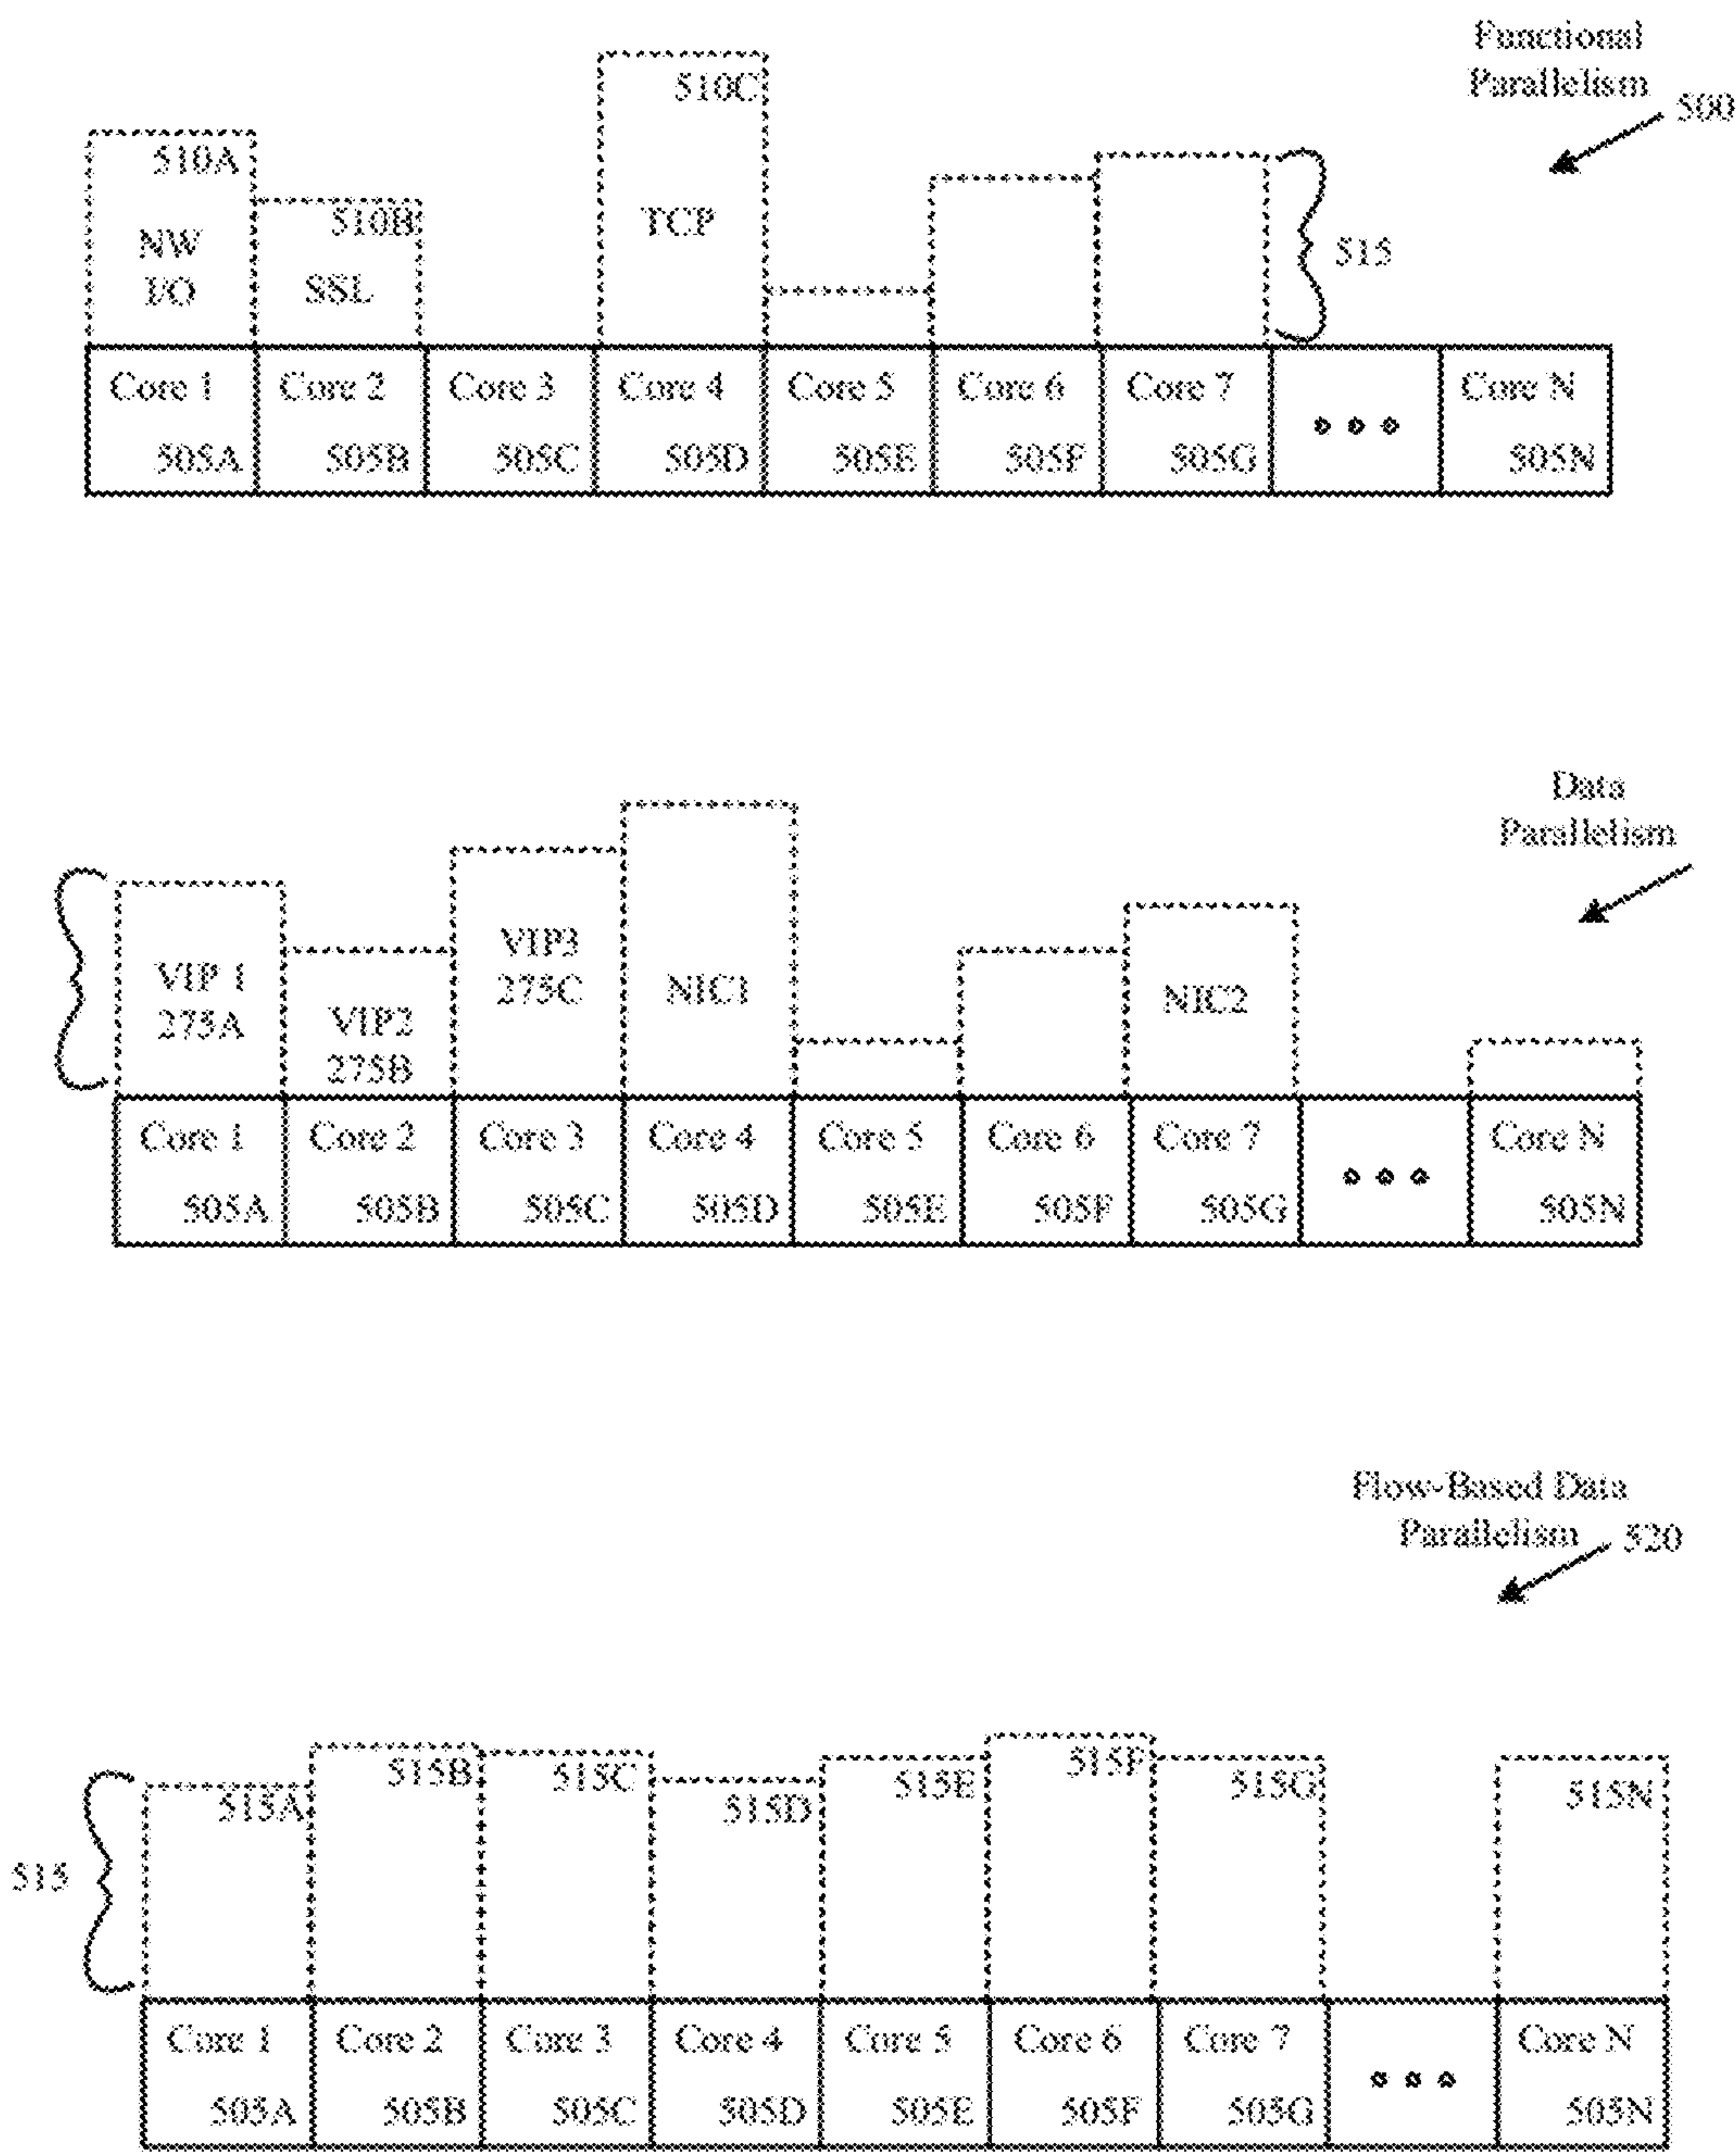 Functional
Parallelism
500
510A
NW
I/O
510B
SSL
510C
TCP
515
Core 1
505A
Core 2
505B
Core 3
505C
Core 4
505D
Core 5
505E
Core 6
505F
Core 7
505G
Core N
505N
Data
Parallelism
VIP 1
275A
VIP2
275B
VIP3
275C
NIC1
NIC2
Core 1
505A
Core 2
505B
Core 3
505C
Core 4
505D
Core 5
505E
Core 6
505F
Core 7
505G
Core N
505N
Flow-Based Data
Parallelism
520
515
515A
515B
515C
515D
515E
515F
515G
515N
Core 1
505A
Core 2
505B
Core 3
505C
Core 4
505D
Core 5
505E
Core 6
505F
Core 7
505G
Core N
505N